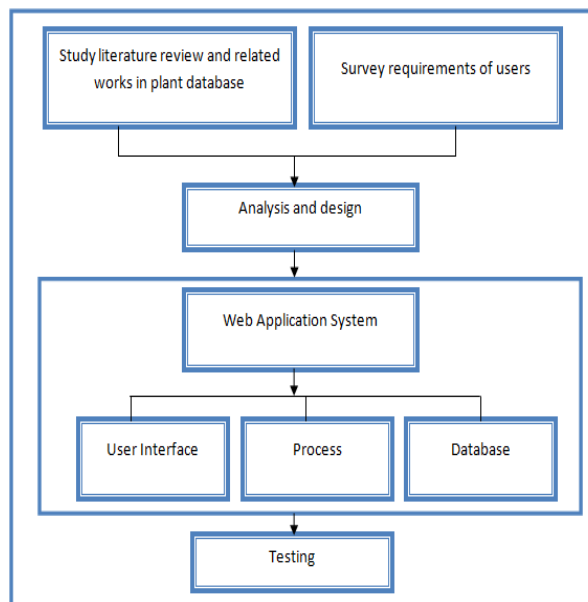 Study literature review and related
works in plant database
Survey requirements of users
Analysis and design
Web Application System
User Interface
Process
Database
Testing